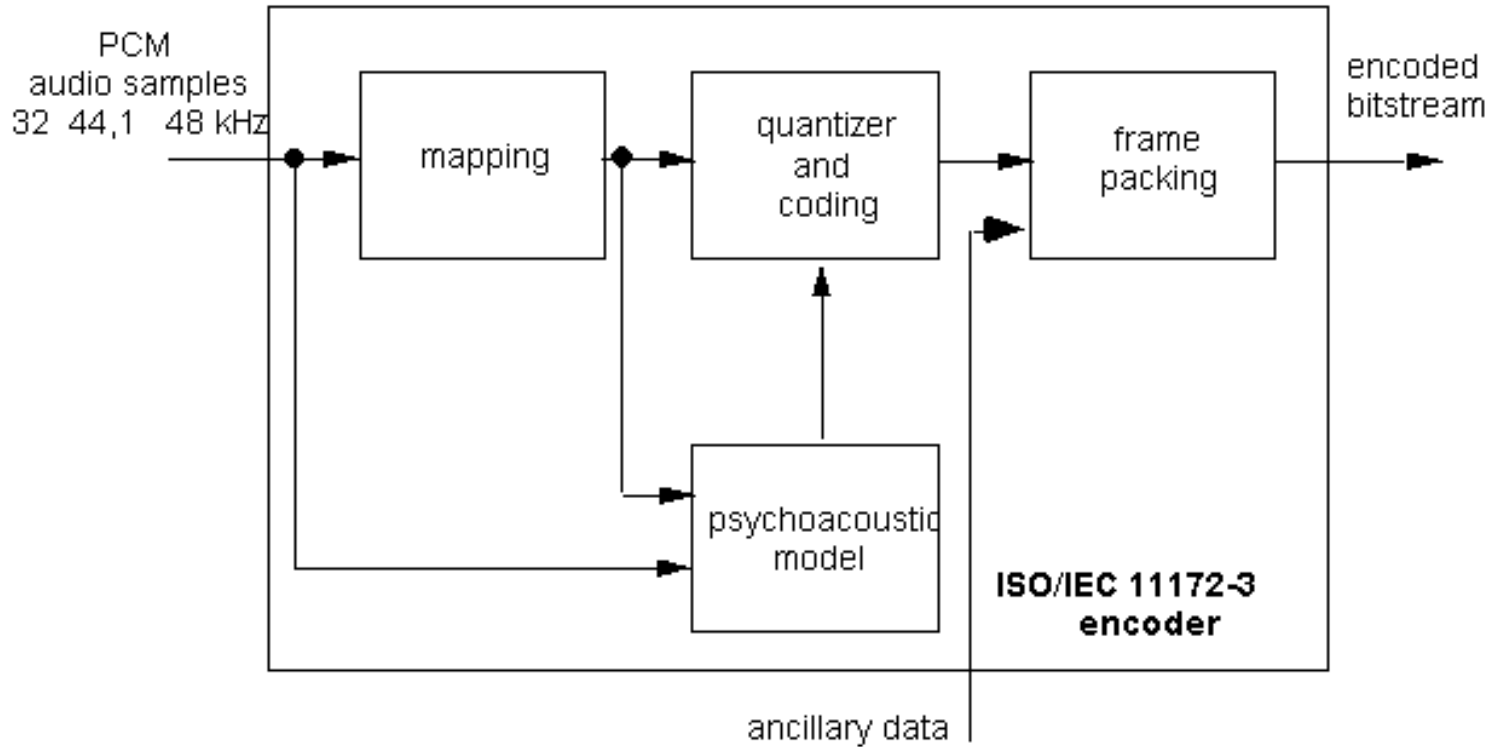 PCM
audio samples
32 44,1 48 kHz
mapping
quantizer
and
coding
frame
packing
encoded
bitstream
psychoacoustic
model
ISO/IEC 11172-3
encoder
ancillary data